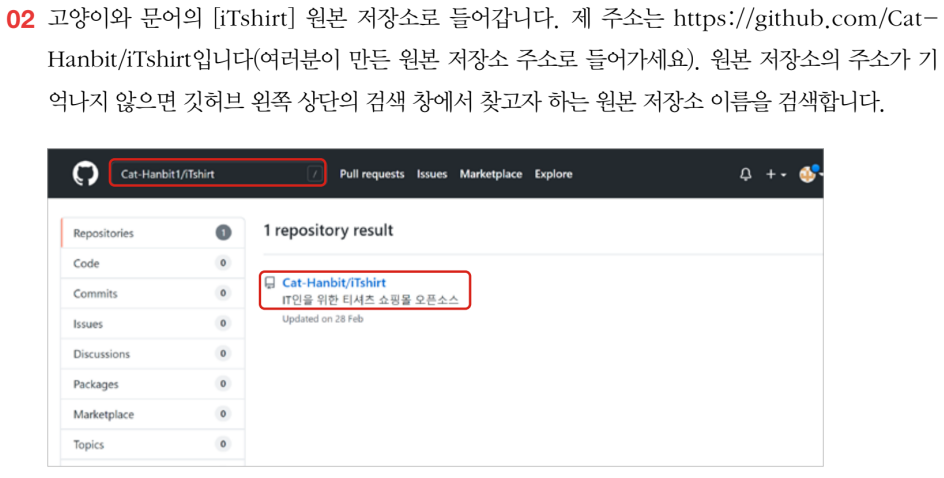 02 고양이와 문어의 [iTshirt] 원본 저장소로 들어갑니다. 제 주소는 https://github.com/Cat-
Hanbit/iTshirt입니다(여러분이 만든 원본 저장소 주소로 들어가세요). 원본 저장소의 주소가 기
억나지 않으면 깃허브 왼쪽 상단의 검색 창에서 찾고자 하는 원본 저장소 이름을 검색합니다.
Cat-Hanbit1/iTshirt / Pull requests Issues Marketplace Explore
Repositories 1
1 repository result
Code 0
Cat-Hanbit/iTshirt
Commits 0
IT인을 위한 티셔츠 쇼핑몰 오픈소스
Issues 0
Updated on 28 Feb
Discussions 0
Packages 0
Marketplace 0
Topics 0